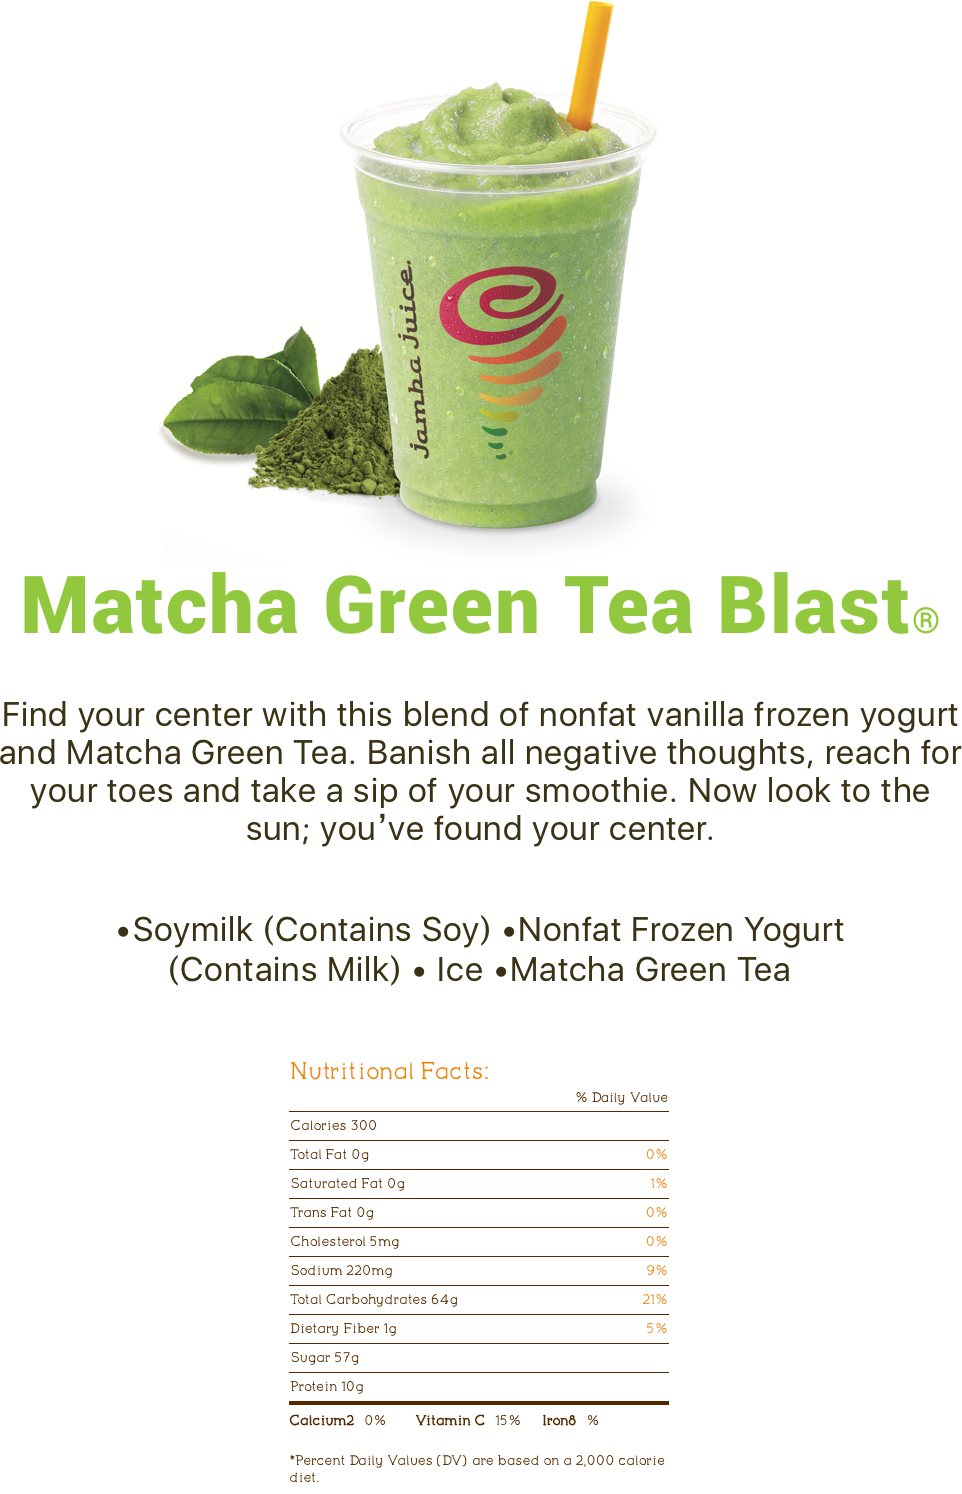 jamba juice.
Matcha Green Tea Blast®
Find your center with this blend of nonfat vanilla frozen yogurt
and Matcha Green Tea. Banish all negative thoughts, reach for
your toes and take a sip of your smoothie. Now look to the
sun; you’ve found your center.
•Soymilk (Contains Soy) •Nonfat Frozen Yogurt
(Contains Milk) • Ice •Matcha Green Tea
Nutritional Facts:
% Daily Value
Calories 300
Total Fat 0g 0%
Saturated Fat 0g 1%
Trans Fat 0g 0%
Cholesterol 5mg 0%
Sodium 220mg 9%
Total Carbohydrates 64g 21%
Dietary Fiber 1g 5%
Sugar 57g
Protein 10g
Calcium2 0% Vitamin C 15% Iron8 %
*Percent Daily Values (DV) are based on a 2,000 calorie
diet.